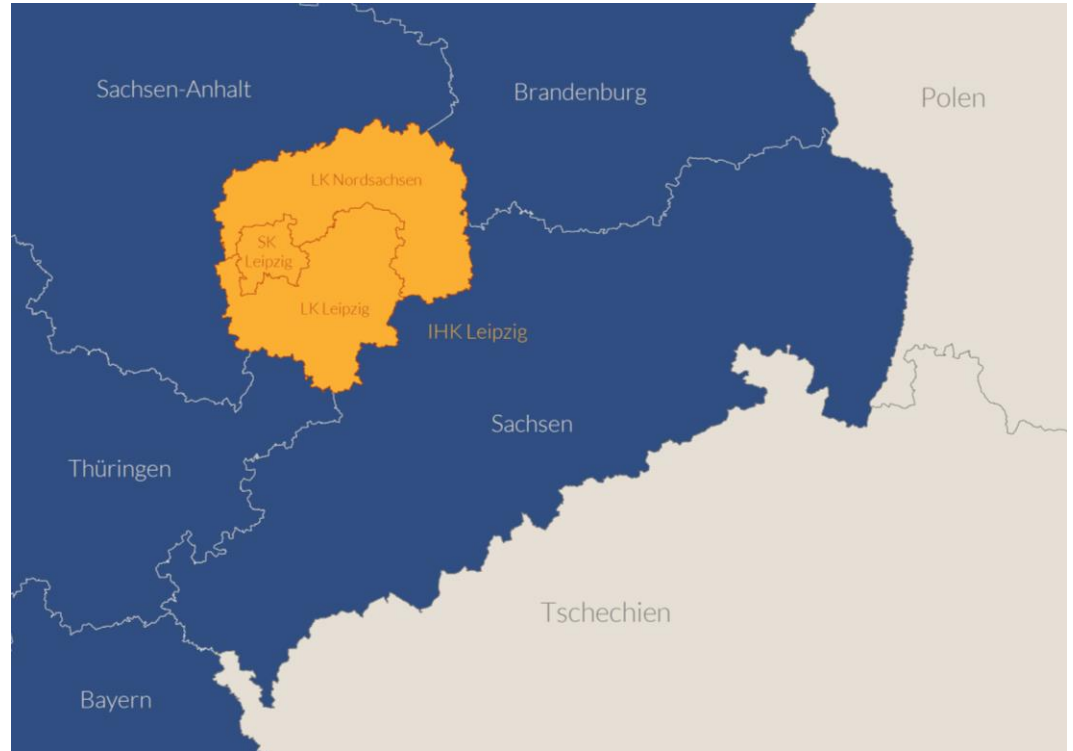 Sachsen-Anhalt
Brandenburg
Polen
LK Nordsachsen
SK
Leipzig
LK Leipzig
IHK Leipzig
Sachsen
Thüringen
Tschechien
Bayern